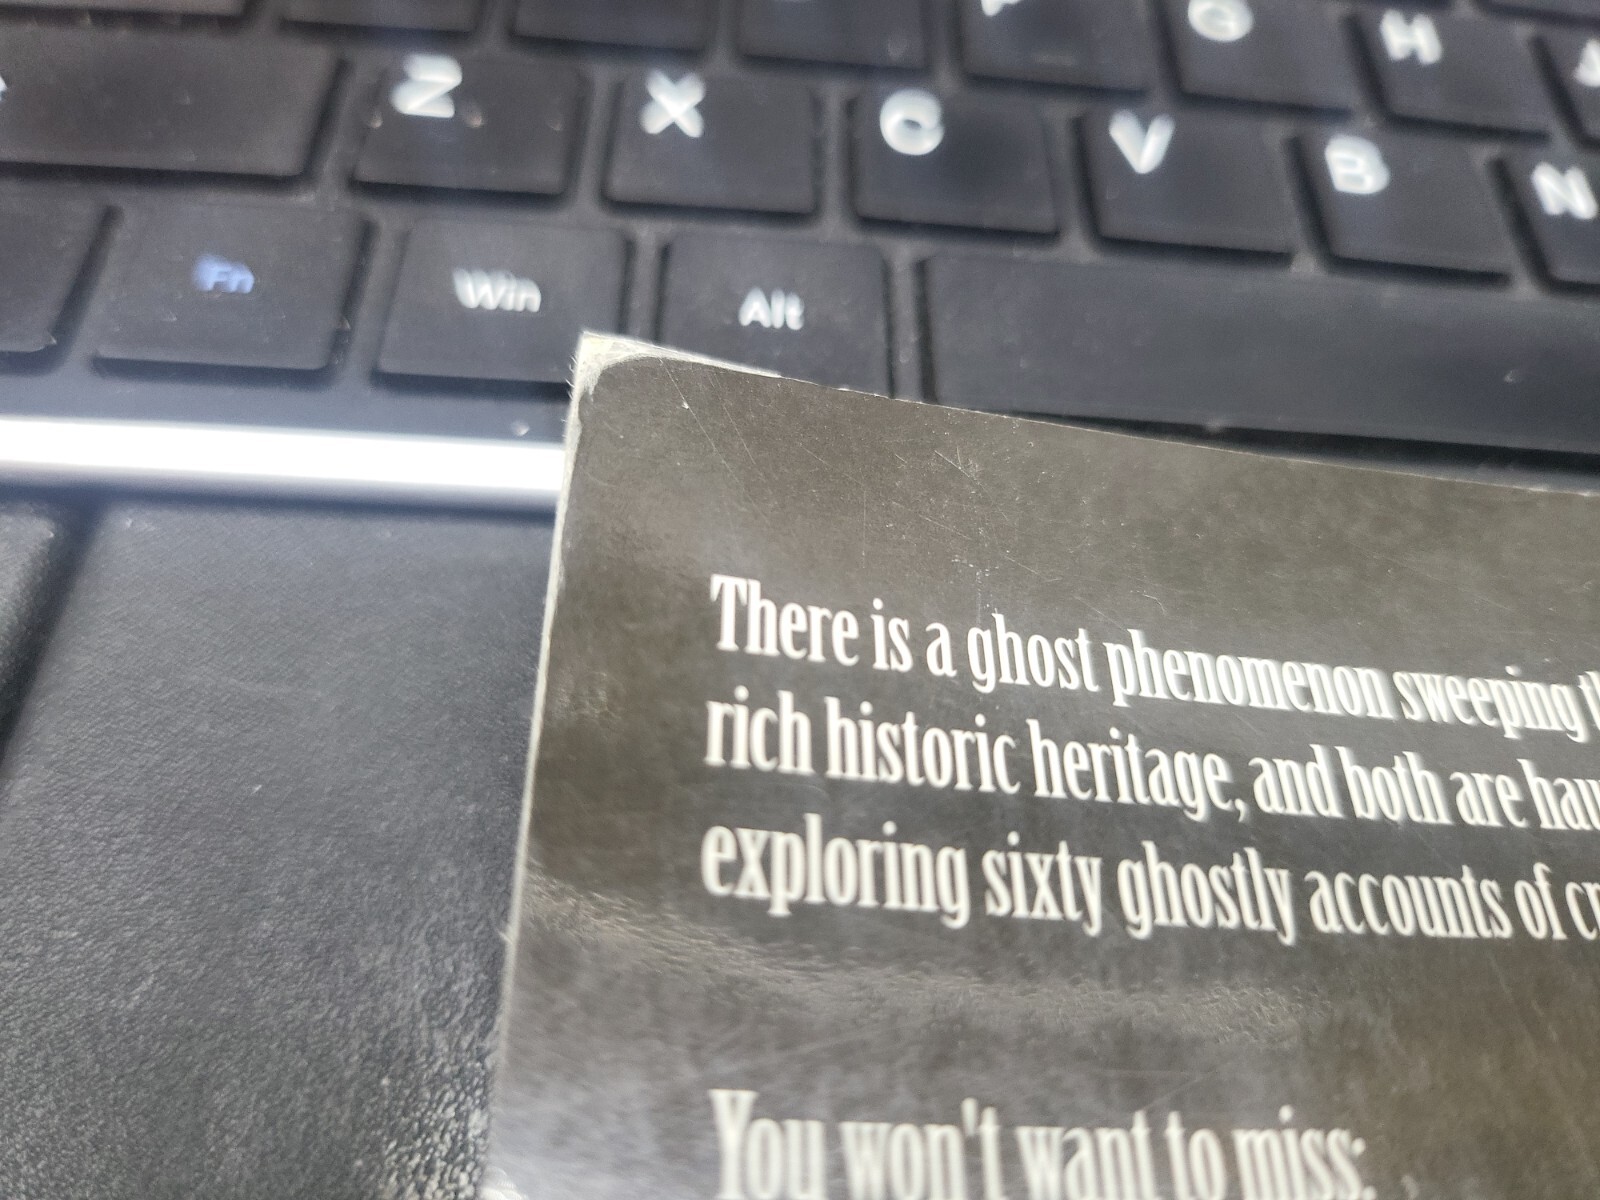 F G H J
Z X C V B N
Fn Win Alt
There is a ghost phenomenon sweeping
rich historic heritage, and both are
exploring sixty ghostly accounts of
You won't want to miss: